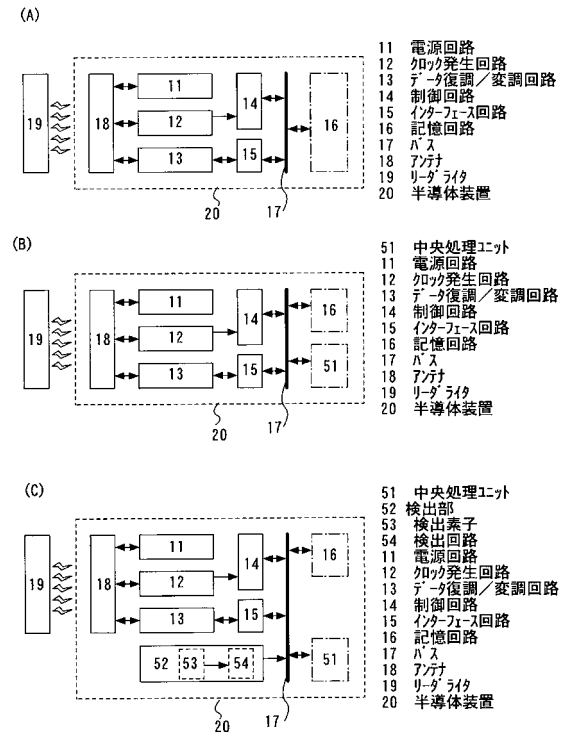 (A)
19
18
11
12
13
14
15
16
20
17
11 電源回路
12 クロック発生回路
13 データ復調／変調回路
14 制御回路
15 インターフェース回路
16 記憶回路
17 バス
18 アンテナ
19 リーダライタ
20 半導体装置
(B)
19
18
11
12
13
14
15
16
51
20
17
51 中央処理ユニット
11 電源回路
12 クロック発生回路
13 データ復調／変調回路
14 制御回路
15 インターフェース回路
16 記憶回路
17 バス
18 アンテナ
19 リーダライタ
20 半導体装置
(C)
19
18
11
12
13
14
15
16
52
53
54
51
20
17
51 中央処理ユニット
52 検出部
53 検出素子
54 検出回路
11 電源回路
12 クロック発生回路
13 データ復調／変調回路
14 制御回路
15 インターフェース回路
16 記憶回路
17 バス
18 アンテナ
19 リーダライタ
20 半導体装置